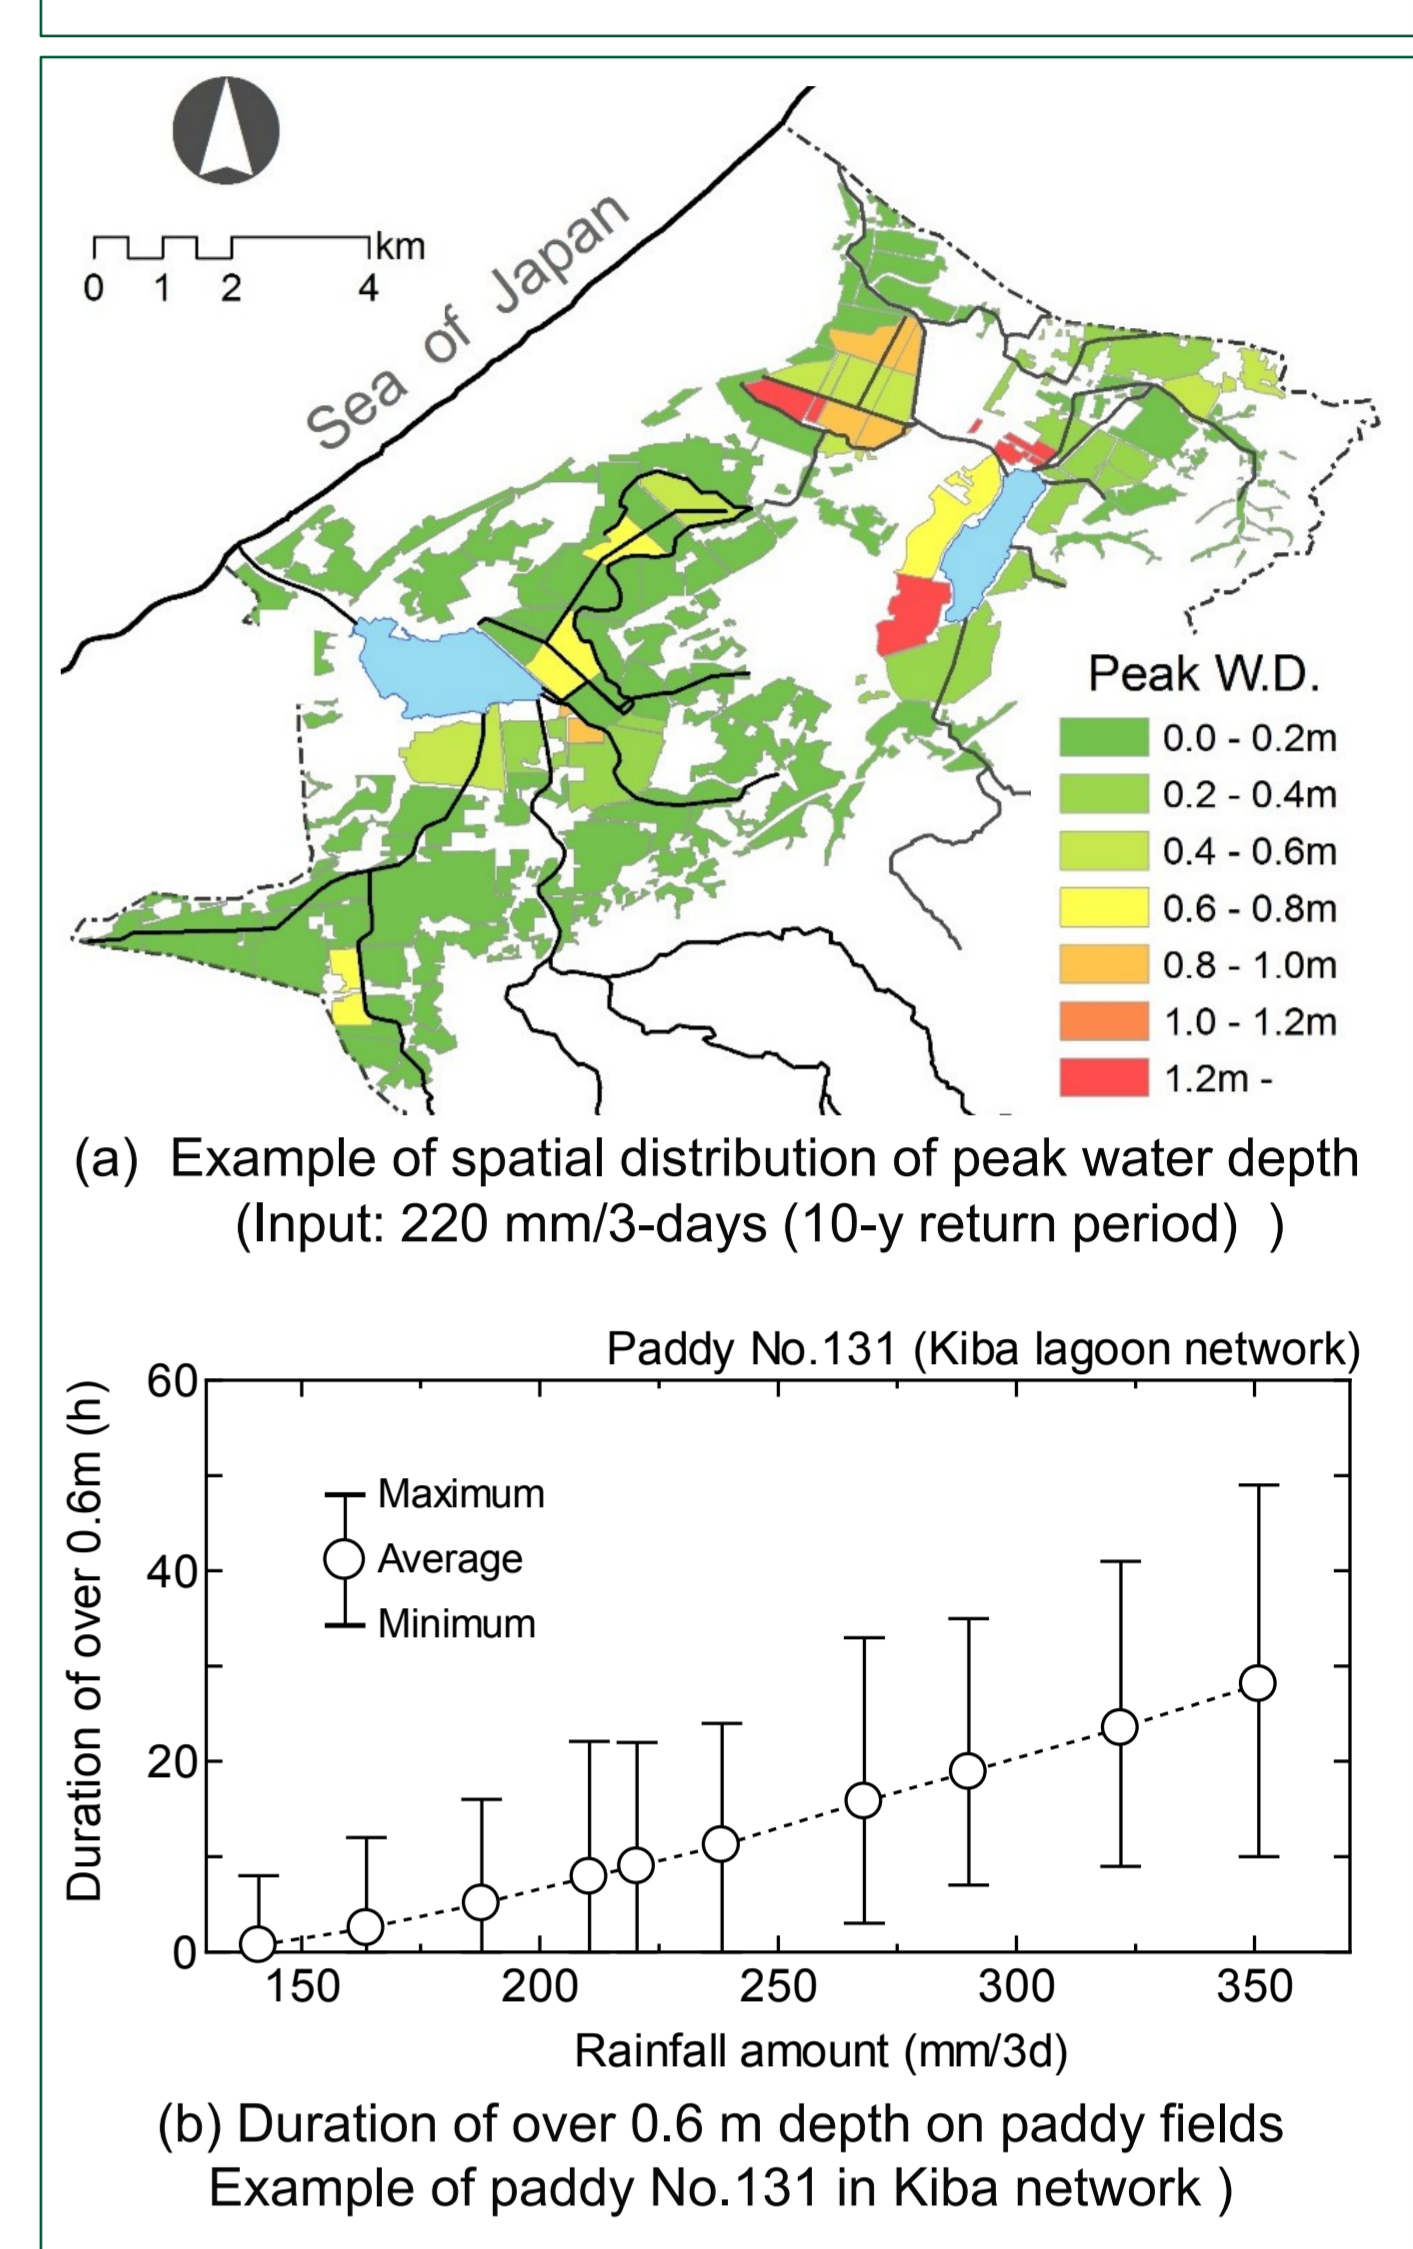 km
0 1 2 4
Sea of Japan
Peak W.D.
0.0 - 0.2m
0.2 - 0.4m
0.4 - 0.6m
0.6 - 0.8m
0.8 - 1.0m
1.0 - 1.2m
1.2m -
(a) Example of spatial distribution of peak water depth
(Input: 220 mm/3-days (10-y return period) )
Paddy No.131 (Kiba lagoon network)
Duration of over 0.6m (h)
60
40
20
0
Maximum
Average
Minimum
150 200 250 300 350
Rainfall amount (mm/3d)
(b) Duration of over 0.6 m depth on paddy fields
Example of paddy No.131 in Kiba network )